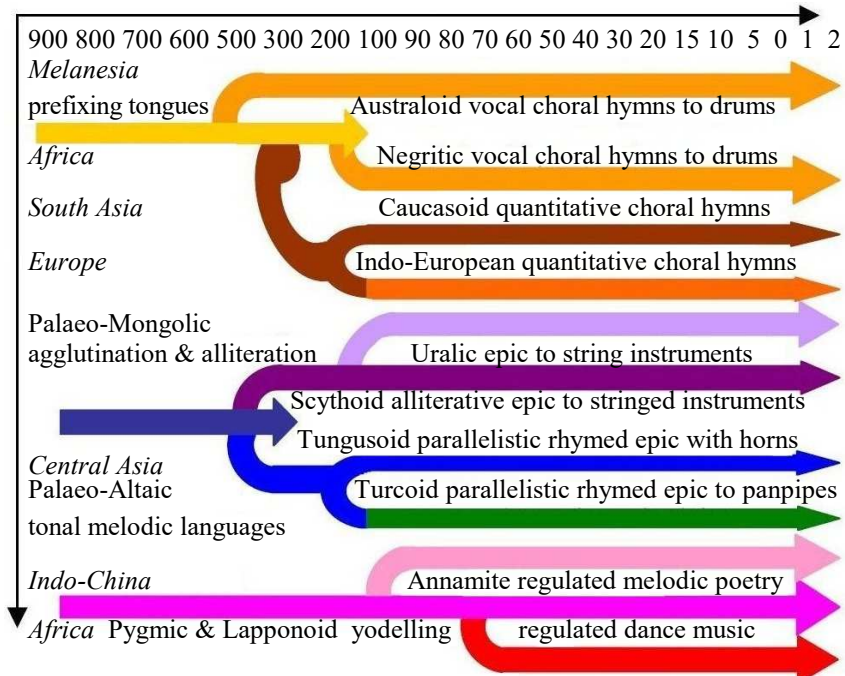 900 800 700 600 500 300 200 100 90 80 70 60 50 40 30 20 15 10 5 0 1 2
Melanesia
prefixing tongues Australoid vocal choral hymns to drums
Africa Negritic vocal choral hymns to drums
South Asia Caucasoid quantitative choral hymns
Europe Indo-European quantitative choral hymns
Palaeo-Mongolic
agglutination & alliteration Uralic epic to string instruments
Scythoid alliterative epic to stringed instruments
Tungusoid parallelistic rhymed epic with horns
Central Asia
Palaeo-Altaic Turcoid parallelistic rhymed epic to panpipes
tonal melodic languages
Indo-China Annamite regulated melodic poetry
Africa Pygmic & Lapponoid yodelling regulated dance music